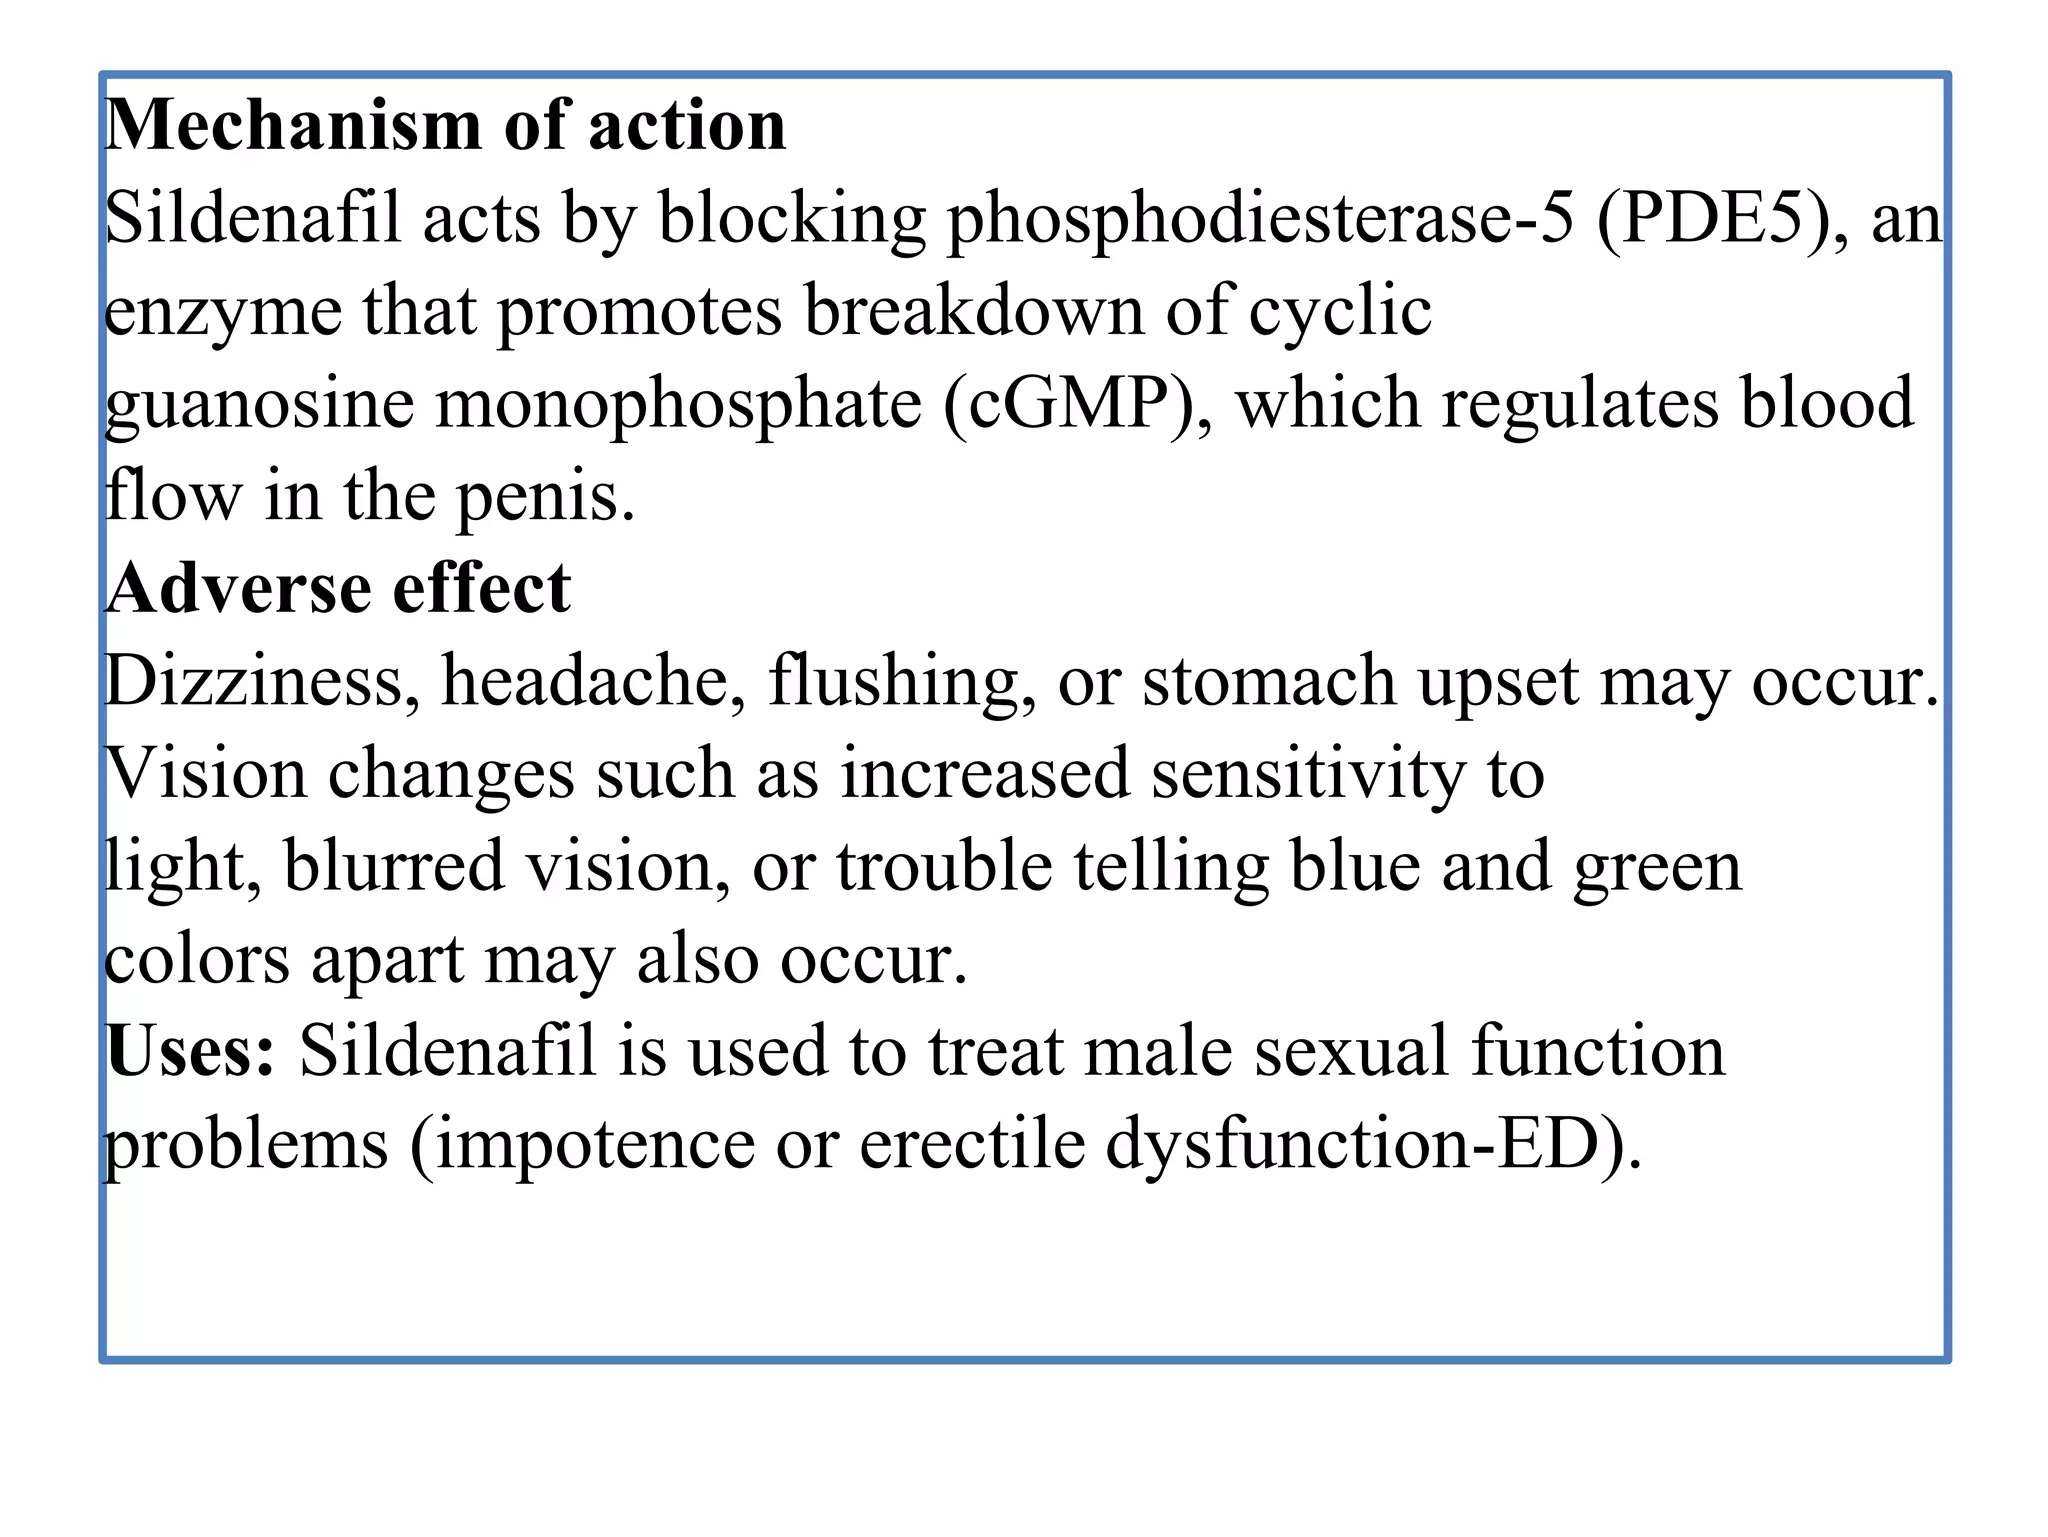 Mechanism of action
Sildenafil acts by blocking phosphodiesterase-5 (PDE5), an
enzyme that promotes breakdown of cyclic
guanosine monophosphate (cGMP), which regulates blood
flow in the penis.
Adverse effect
Dizziness, headache, flushing, or stomach upset may occur.
Vision changes such as increased sensitivity to
light, blurred vision, or trouble telling blue and green
colors apart may also occur.
Uses: Sildenafil is used to treat male sexual function
problems (impotence or erectile dysfunction-ED).